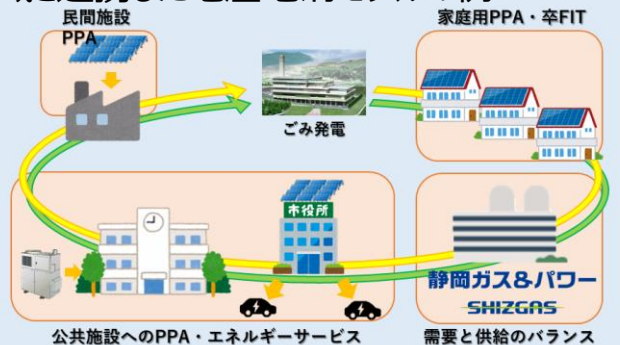 民間施設
PPA
家庭用PPA・卒FIT
ごみ発電
市役所
静岡ガス&パワー
SHIZGAS
公共施設へのPPA・エネルギーサービス
需要と供給のバランス